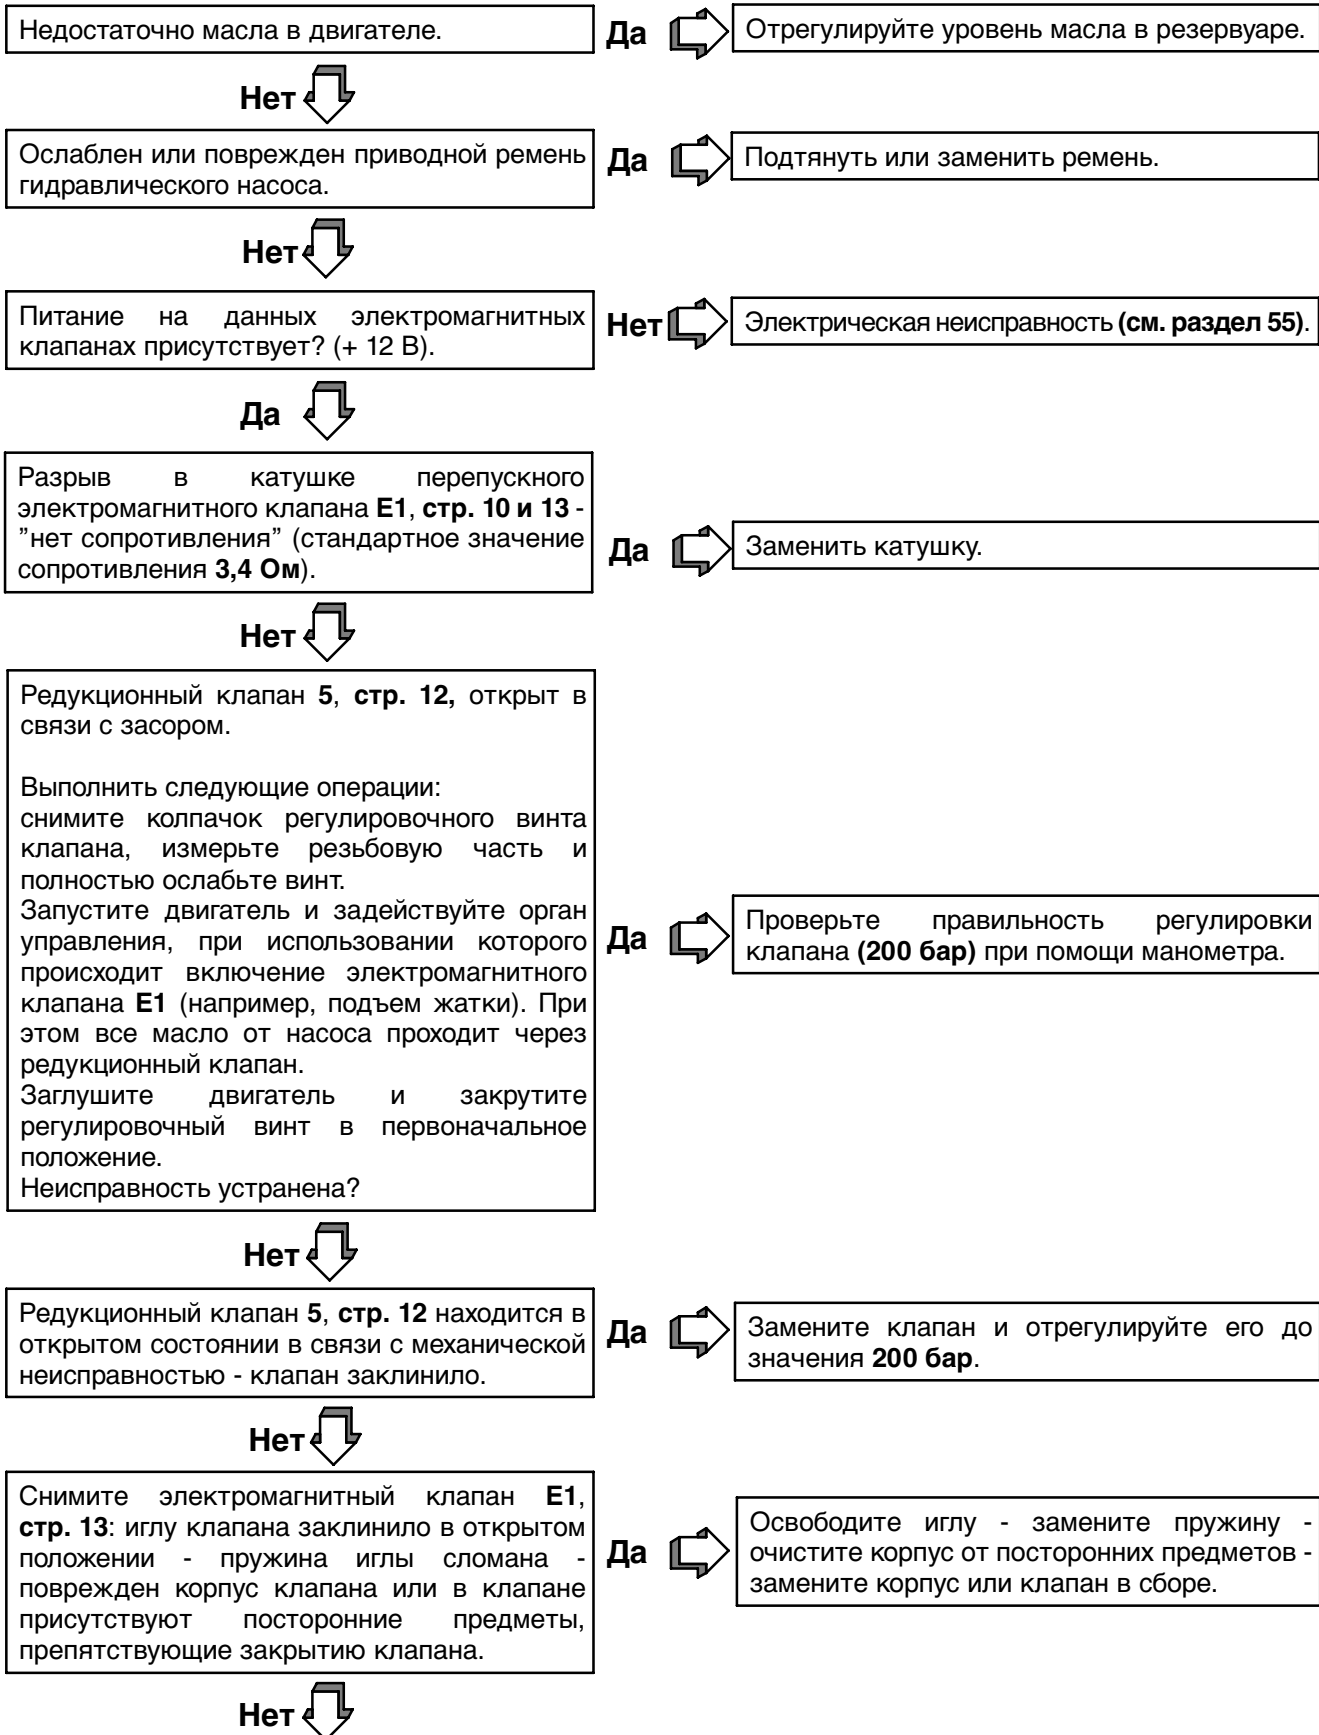 Недостаточно масла в двигателе.
Да
Отрегулируйте уровень масла в резервуаре.
Нет
Ослаблен или поврежден приводной ремень
гидравлического насоса.
Да
Подтянуть или заменить ремень.
Нет
Питание на данных электромагнитных
клапанах присутствует? (+ 12 В).
Нет
Электрическая неисправность (см. раздел 55).
Да
Разрыв в катушке перепускного
электромагнитного клапана E1, стр. 10 и 13 -
”нет сопротивления” (стандартное значение
сопротивления 3,4 Ом).
Да
Заменить катушку.
Нет
Редукционный клапан 5, стр. 12, открыт в
связи с засором.
Выполнить следующие операции:
снимите колпачок регулировочного винта
клапана, измерьте резьбовую часть и
полностью ослабьте винт.
Запустите двигатель и задействуйте орган
управления, при использовании которого
происходит включение электромагнитного
клапана E1 (например, подъем жатки). При
этом все масло от насоса проходит через
редукционный клапан.
Заглушите двигатель и закрутите
регулировочный винт в первоначальное
положение.
Неисправность устранена?
Да
Проверьте правильность регулировки
клапана (200 бар) при помощи манометра.
Нет
Редукционный клапан 5, стр. 12 находится в
открытом состоянии в связи с механической
неисправностью - клапан заклинило.
Да
Замените клапан и отрегулируйте его до
значения 200 бар.
Нет
Снимите электромагнитный клапан E1,
стр. 13: иглу клапана заклинило в открытом
положении - пружина иглы сломана -
поврежден корпус клапана или в клапане
присутствуют посторонние предметы,
препятствующие закрытию клапана.
Да
Освободите иглу - замените пружину -
очистите корпус от посторонних предметов -
замените корпус или клапан в сборе.
Нет